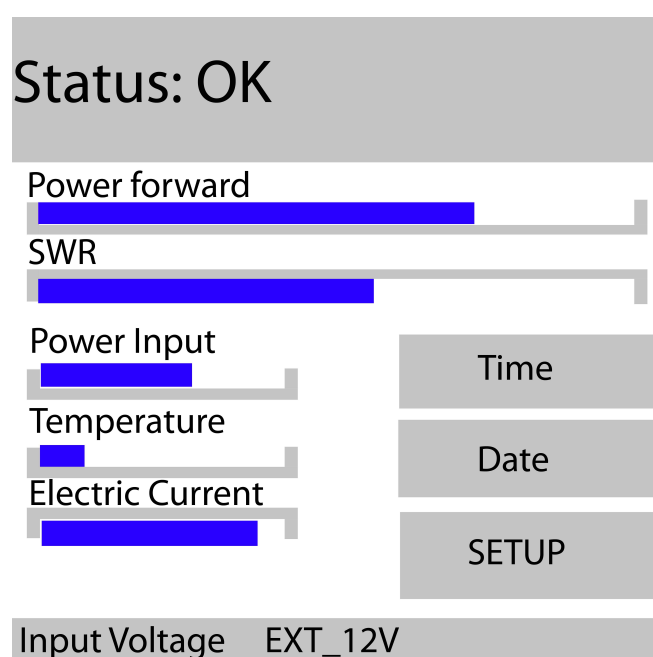 Status: OK
Power forward
SWR
Power Input
Time
Temperature
Date
Electric Current
SETUP
Input Voltage EXT_12V